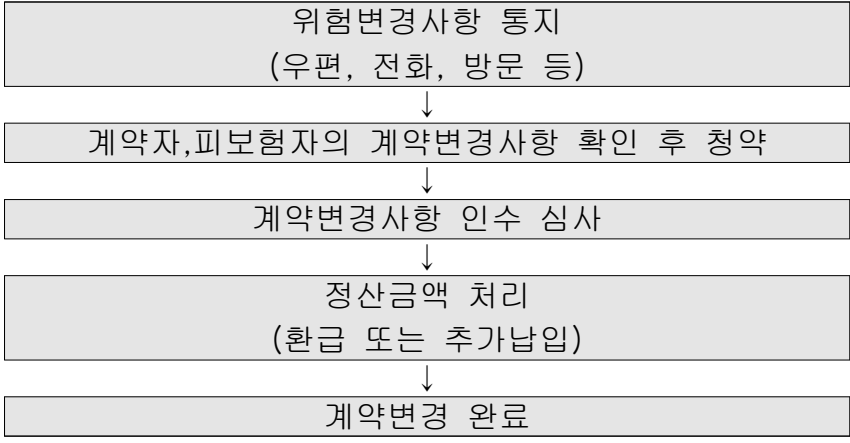 위험변경사항 통지
(우편, 전화, 방문 등)
↓
계약자,피보험자의 계약변경사항 확인 후 청약
↓
계약변경사항 인수 심사
↓
정산금액 처리
(환급 또는 추가납입)
↓
계약변경 완료